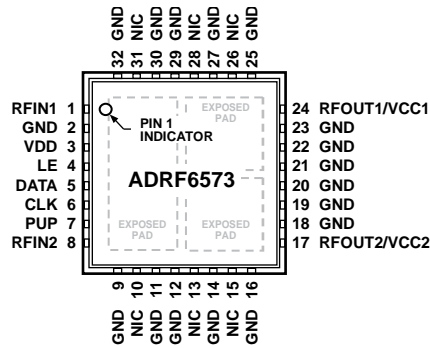 32 GND
31 NIC
30 GND
29 GND
28 NIC
27 GND
26 NIC
25 GND
RFIN1 1
GND 2
VDD 3
LE 4
DATA 5
CLK 6
PUP 7
RFIN2 8
PIN 1
INDICATOR
EXPOSED
PAD
ADRF6573
EXPOSED
PAD
EXPOSED
PAD
24 RFOUT1/VCC1
23 GND
22 GND
21 GND
20 GND
19 GND
18 GND
17 RFOUT2/VCC2
GND 9
NIC 10
GND 11
GND 12
NIC 13
GND 14
NIC 15
GND 16